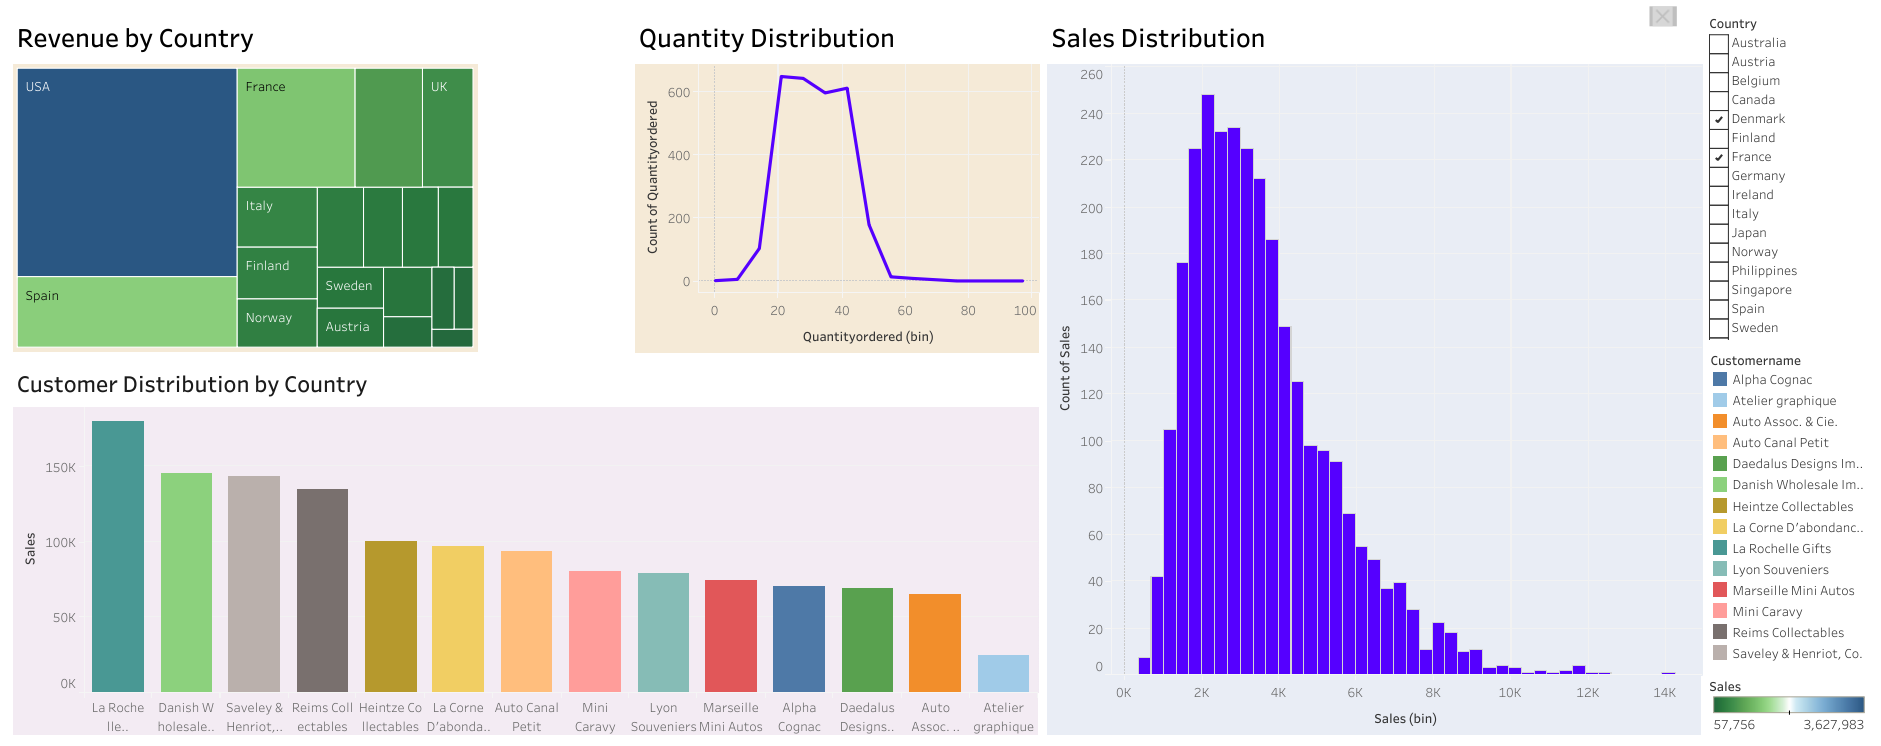 Revenue by Country
USA
France
UK
Italy
Finland
Spain
Sweden
Norway
Austria
Quantity Distribution
Count of Quantityordered
600
400
200
0
0
20
40
60
80
100
Quantityordered (bin)
Sales Distribution
Count of Sales
260
240
220
200
180
160
140
120
100
80
60
40
20
0
0K
2K
4K
6K
8K
10K
12K
14K
Sales (bin)
Customer Distribution by Country
Sales
150K
100K
50K
0K
La Roche
lle..
Danish W
holesale..
Saveley &
Henriot,..
Reims Coll
ectables
Heintze Co
llectables
La Corne
D'abonda..
Auto Canal
Petit
Mini
Caravy
Lyon
Souveniers
Marseille
Mini Autos
Alpha
Cognac
Daedalus
Designs..
Auto
Assoc. ..
Atelier
graphique
Country
Australia
Austria
Belgium
Canada
Denmark
Finland
France
Germany
Ireland
Italy
Japan
Norway
Philippines
Singapore
Spain
Sweden
Customername
Alpha Cognac
Atelier graphique
Auto Assoc. & Cie.
Auto Canal Petit
Daedalus Designs Im..
Danish Wholesale Im..
Heintze Collectables
La Corne D'abondanc..
La Rochelle Gifts
Lyon Souveniers
Marseille Mini Autos
Mini Caravy
Reims Collectables
Saveley & Henriot, Co.
Sales
57,756
3,627,983